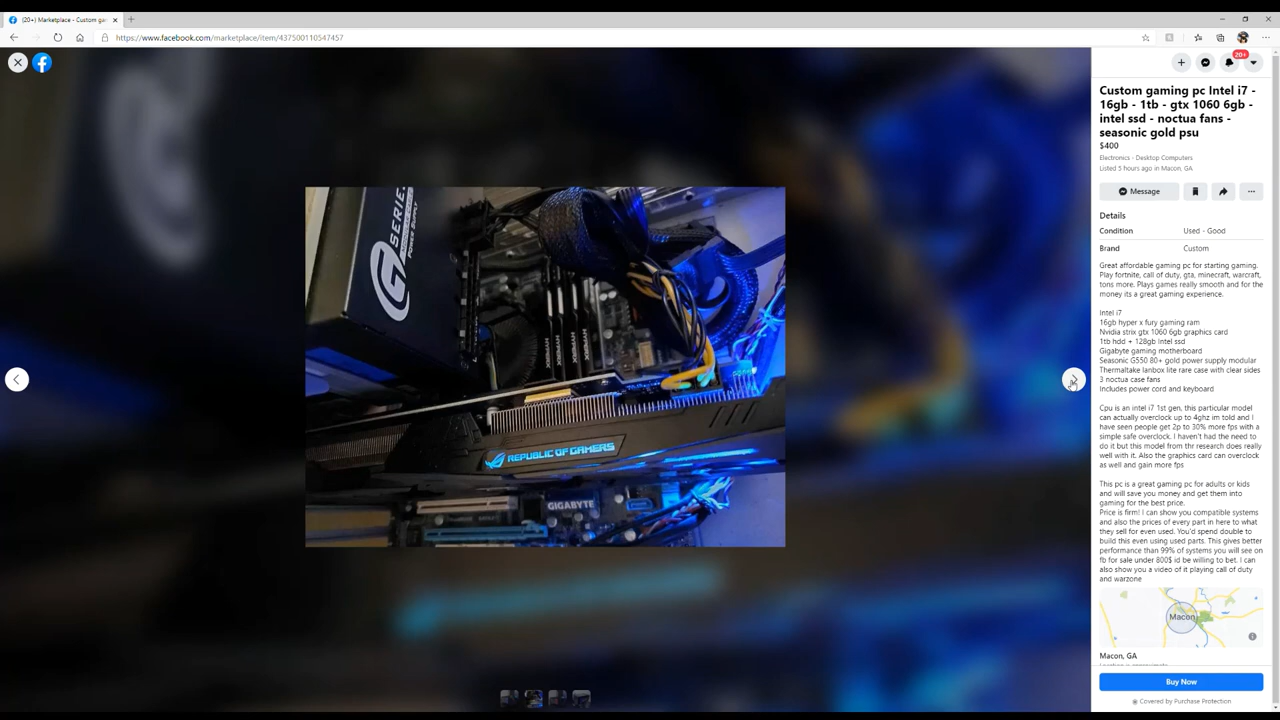 (20+) Marketplace - Custom ga
https://www.facebook.com/marketplace/item/437500110547457
20+
Custom gaming pc Intel i7 -
16gb - 1tb - gtx 1060 6gb -
intel ssd - noctua fans -
seasonic gold psu
$400
Electronics - Desktop Computers
Listed 5 hours ago in Macon, GA
Message
Details
Condition Used - Good
Brand Custom
Great affordable gaming pc for starting gaming.
Play fortnite, call of duty, gta, minecraft, warcraft,
tons more. Plays games really smooth and for the
money its a great gaming experience.
Intel i7
16gb hyper x fury gaming ram
Nvidia strix gtx 1060 6gb graphics card
1tb hdd + 128gb Intel ssd
Gigabyte gaming motherboard
Seasonic G550 80+ gold power supply modular
Thermaltake lanbox lite rare case with clear sides
3 noctua case fans
Includes power cord and keyboard
Cpu is an intel i7 1st gen, this particular model
can actually overclock up to 4ghz im told and I
have seen people get 2p to 30% more fps with a
simple safe overclock. I haven't had the need to
do it but this model from thr research does really
well with it. Also the graphics card can overclock
as well and gain more fps
This pc is a great gaming pc for adults or kids
and will save you money and get them into
gaming for the best price.
Price is firm! I can show you compatible systems
and also the prices of every part in here to what
they sell for even used. You'd spend double to
build this even using used parts. This gives better
performance than 99% of systems you will see on
fb for sale under 800$ id be willing to bet. I can
also show you a video of it playing call of duty
and warzone
Macon
Macon, GA
Location is approximate
Buy Now
Covered by Purchase Protection
G SERIES
HYPERX
HYPERX
HYPERX
REPUBLIC OF GAMERS
GIGABYTE